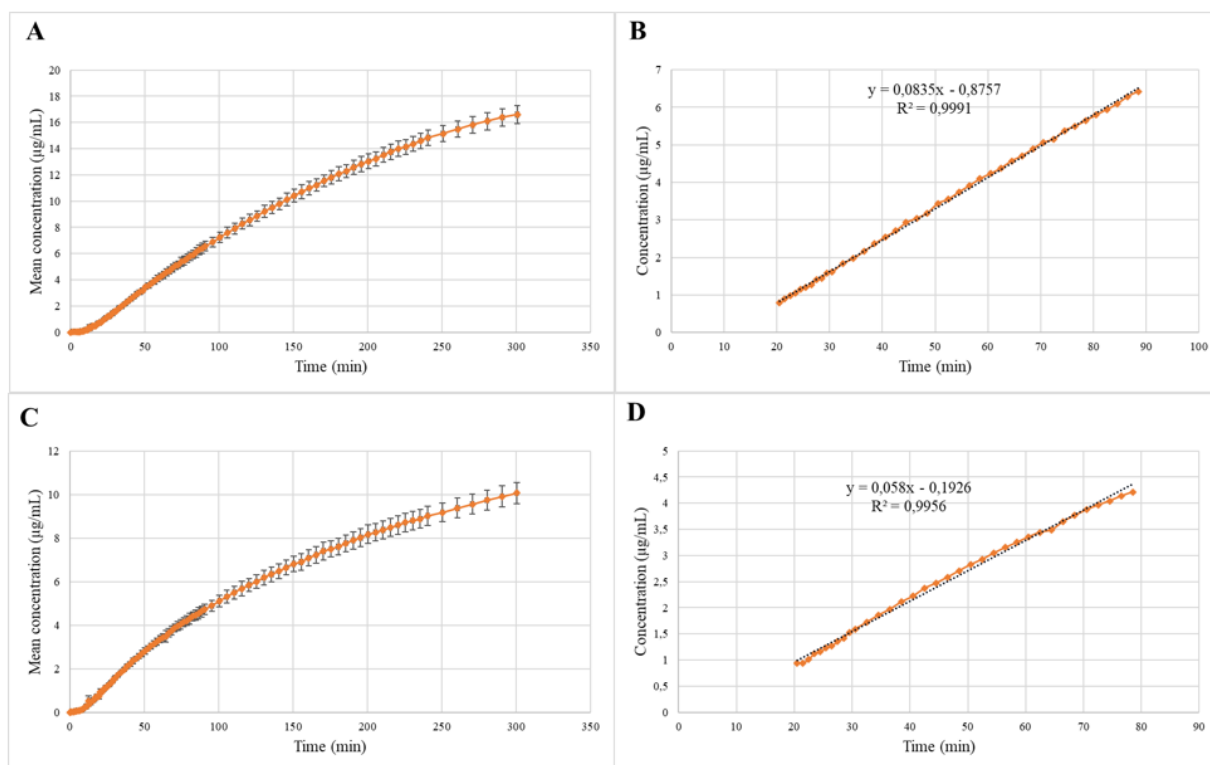 A
Mean concentration (µg/mL)
20
18
16
14
12
10
8
6
4
2
0
0 50 100 150 200 250 300 350
Time (min)
B
Concentration (µg/mL)
7
6
5
4
3
2
1
0
y = 0,0835x - 0,8757
R² = 0,9991
0 10 20 30 40 50 60 70 80 90 100
Time (min)
C
Mean concentration (µg/mL)
12
10
8
6
4
2
0
0 50 100 150 200 250 300 350
Time (min)
D
Concentration (µg/mL)
5
4,5
4
3,5
3
2,5
2
1,5
1
0,5
0
y = 0,058x - 0,1926
R² = 0,9956
0 10 20 30 40 50 60 70 80 90
Time (min)